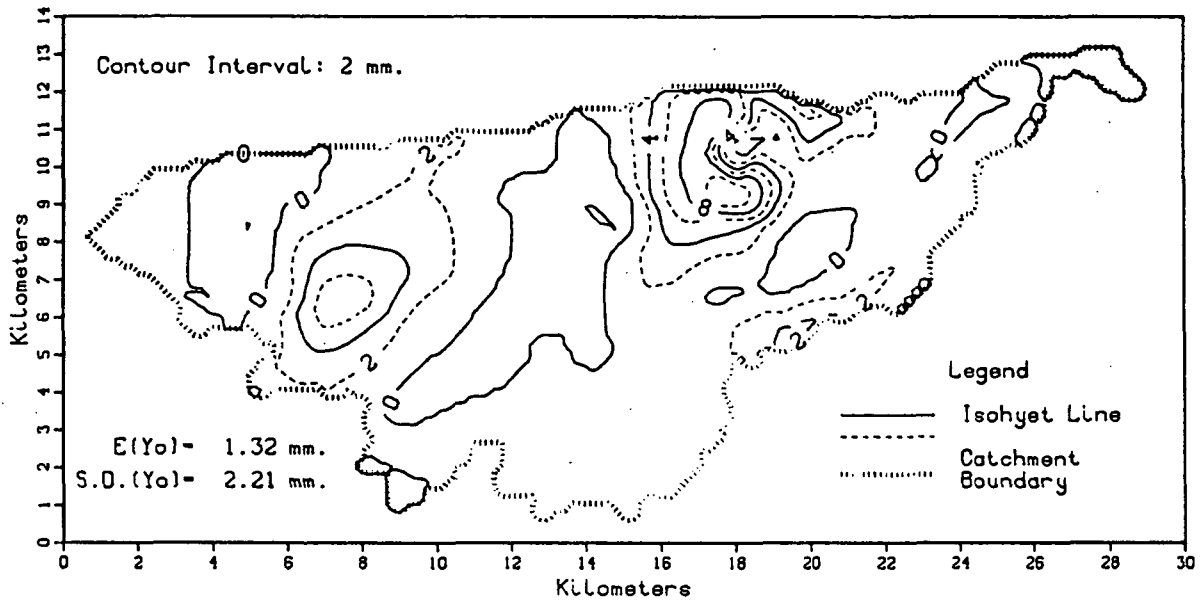 14
13
12
11
10
9
8
7
6
5
4
3
2
1
0
Kilometers
Contour Interval: 2 mm.
0
0
0
2
2
0
4
4
8
0
0
2
2
Legend
Isohyet Line
Catchment
Boundary
E(Yo)= 1.32 mm.
S.D.(Yo)= 2.21 mm.
0 2 4 6 8 10 12 14 16 18 20 22 24 26 28 30
Kilometers